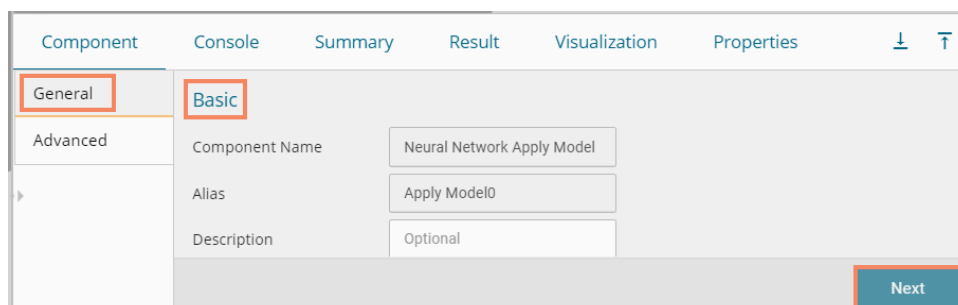 Component Console Summary Result Visualization Properties
General
Basic
Advanced
Component Name Neural Network Apply Model
Alias Apply Model0
Description Optional
Next